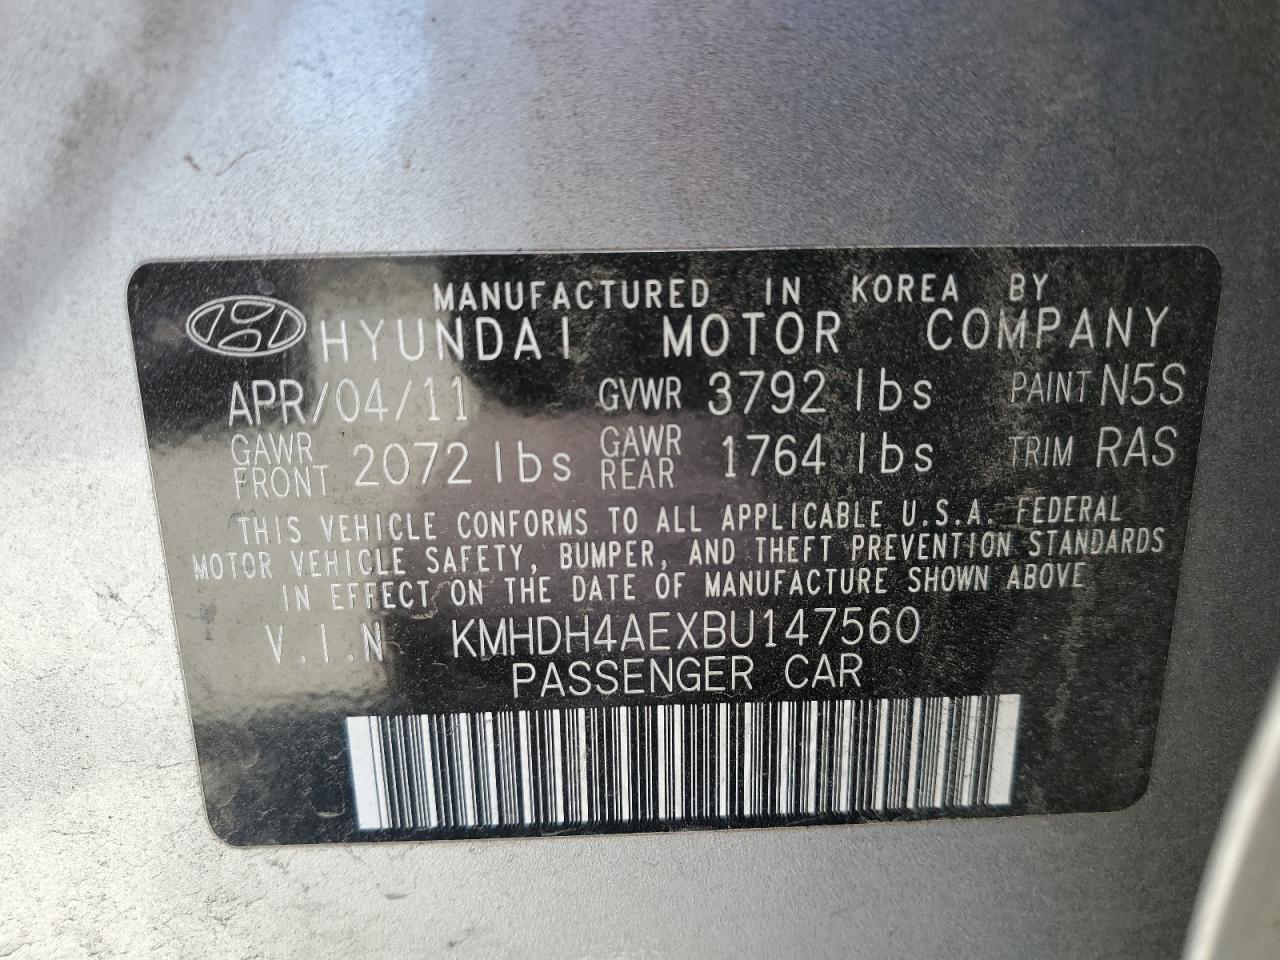 MANUFACTURED IN KOREA BY
HYUNDAI MOTOR COMPANY
APR/04/11 GVWR 3792 lbs PAINT N5S
GAWR FRONT 2072 lbs GAWR REAR 1764 lbs TRIM RAS
THIS VEHICLE CONFORMS TO ALL APPLICABLE U.S.A. FEDERAL
MOTOR VEHICLE SAFETY, BUMPER, AND THEFT PREVENTION STANDARDS
IN EFFECT ON THE DATE OF MANUFACTURE SHOWN ABOVE
V.I.N KMHDH4AEXBU147560
PASSENGER CAR